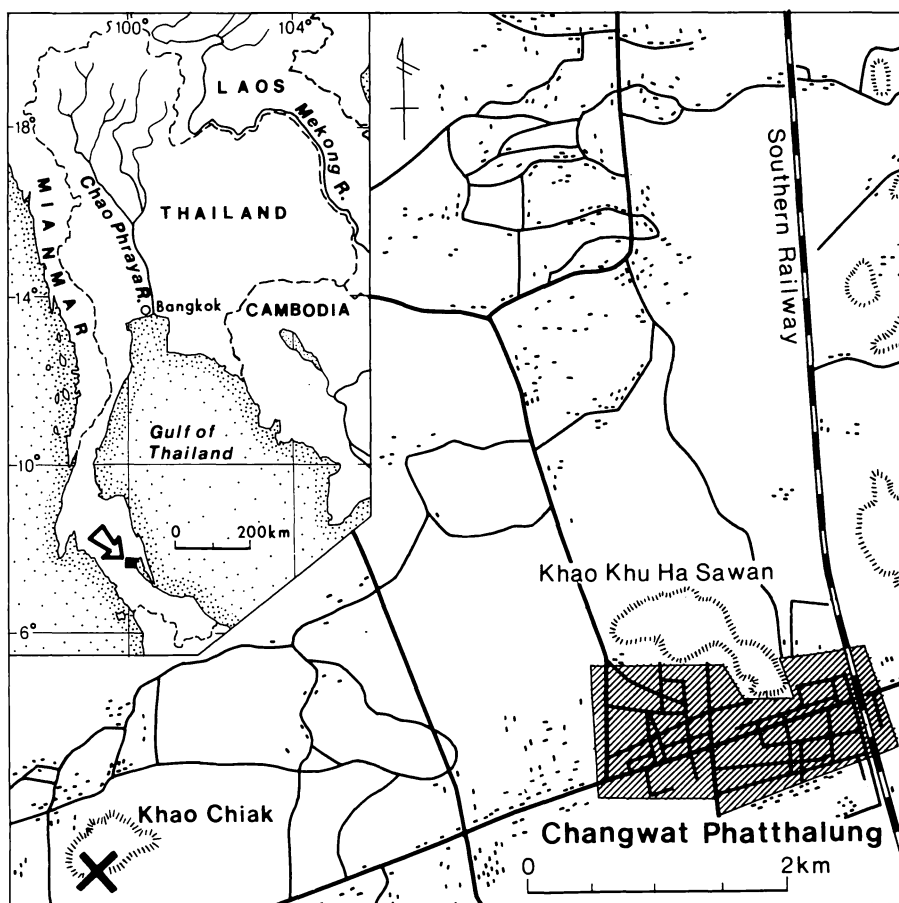 100°
104°
LAOS
Mekong R.
18°
MIANMAR
Chao Phraya R.
THAILAND
14°
Bangkok
CAMBODIA
Gulf of
Thailand
10°
0 200km
6°
Southern Railway
Khao Khu Ha Sawan
Khao Chiak
Changwat Phatthalung
0 2km